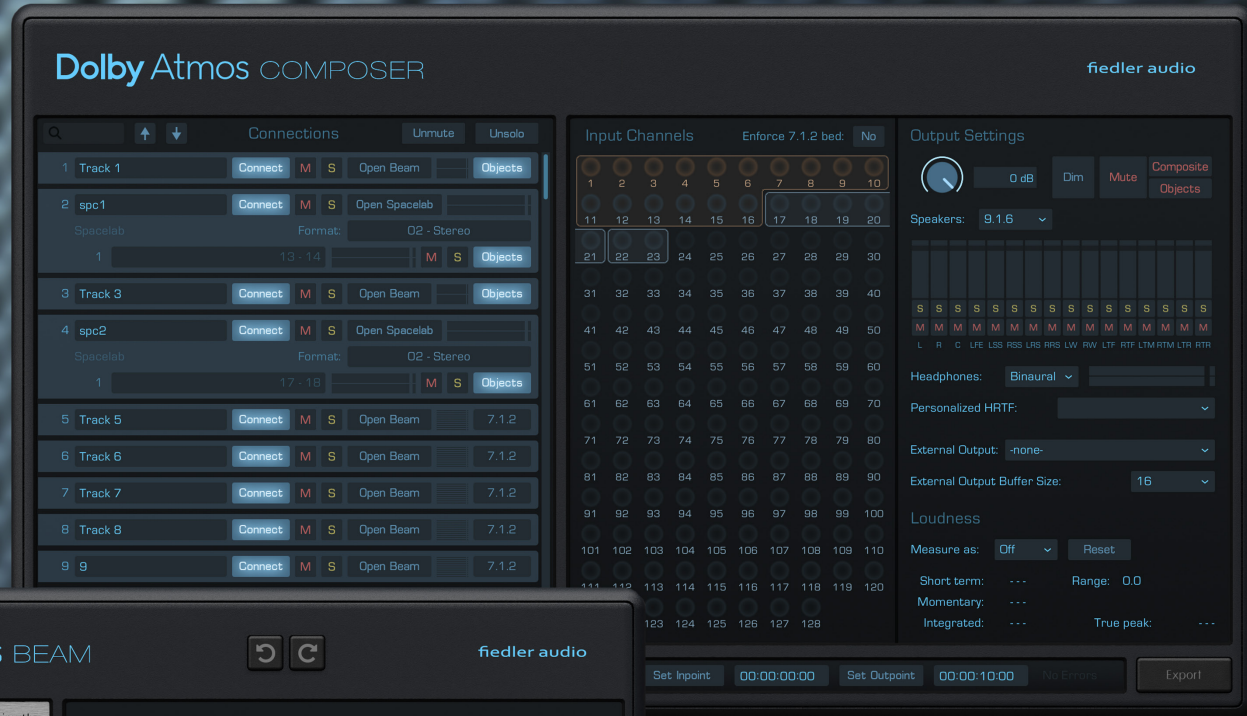 Dolby Atmos COMPOSER
fiedler audio
Connections Unmute Unsolo
1 Track 1 Connect M S Open Beam Objects
2 spc1 Connect M S Open Spacelab
Spacelab Format: 02 - Stereo
1 13 - 14 M S Objects
3 Track 3 Connect M S Open Beam Objects
4 spc2 Connect M S Open Spacelab
Spacelab Format: 02 - Stereo
1 17 - 18 M S Objects
5 Track 5 Connect M S Open Beam 7.1.2
6 Track 6 Connect M S Open Beam 7.1.2
7 Track 7 Connect M S Open Beam 7.1.2
8 Track 8 Connect M S Open Beam 7.1.2
9 9 Connect M S Open Beam 7.1.2
Input Channels Enforce 7.1.2 bed: No
1 2 3 4 5 6 7 8 9 10
11 12 13 14 15 16 17 18 19 20
21 22 23 24 25 26 27 28 29 30
31 32 33 34 35 36 37 38 39 40
41 42 43 44 45 46 47 48 49 50
51 52 53 54 55 56 57 58 59 60
61 62 63 64 65 66 67 68 69 70
71 72 73 74 75 76 77 78 79 80
81 82 83 84 85 86 87 88 89 90
91 92 93 94 95 96 97 98 99 100
101 102 103 104 105 106 107 108 109 110
111 112 113 114 115 116 117 118 119 120
123 124 125 126 127 128
Output Settings
0 dB Dim Mute Composite
Objects
Speakers: 9.1.6
S S S S S S S S S S S S S S S S
M M M M M M M M M M M M M M M M
L R C LFE LSS RSS LRS RRS LW RW LTF RTF LTM RTM LTR RTR
Headphones: Binaural
Personalized HRTF:
External Output: -none-
External Output Buffer Size: 16
Loudness
Measure as: Off Reset
Short term: --- Range: 0.0
Momentary: ---
Integrated: --- True peak: ---
Set Inpoint 00:00:00:00 Set Outpoint 00:00:10:00 No Errors Export
S BEAM
fiedler audio